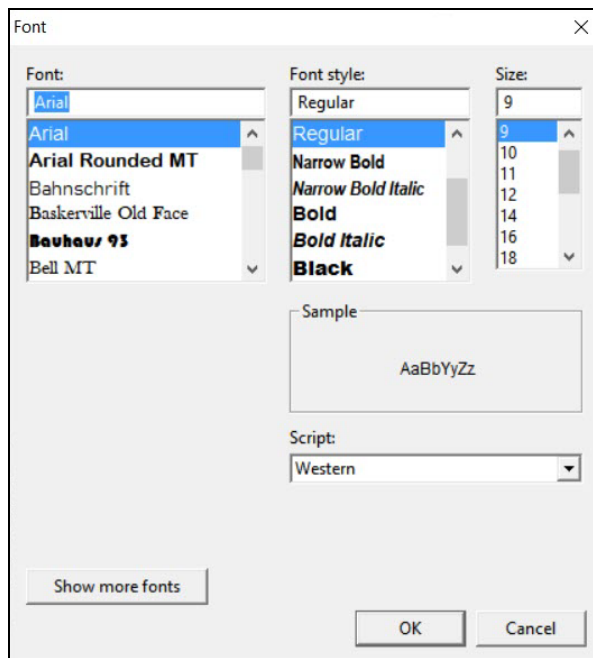 Font
Font:
Arial
Arial
Arial Rounded MT
Bahnschrift
Baskerville Old Face
Bauhaus 93
Bell MT
Font style:
Regular
Regular
Narrow Bold
Narrow Bold Italic
Bold
Bold Italic
Black
Size:
9
9
10
11
12
14
16
18
Sample
AaBbYyZz
Script:
Western
Show more fonts
OK
Cancel